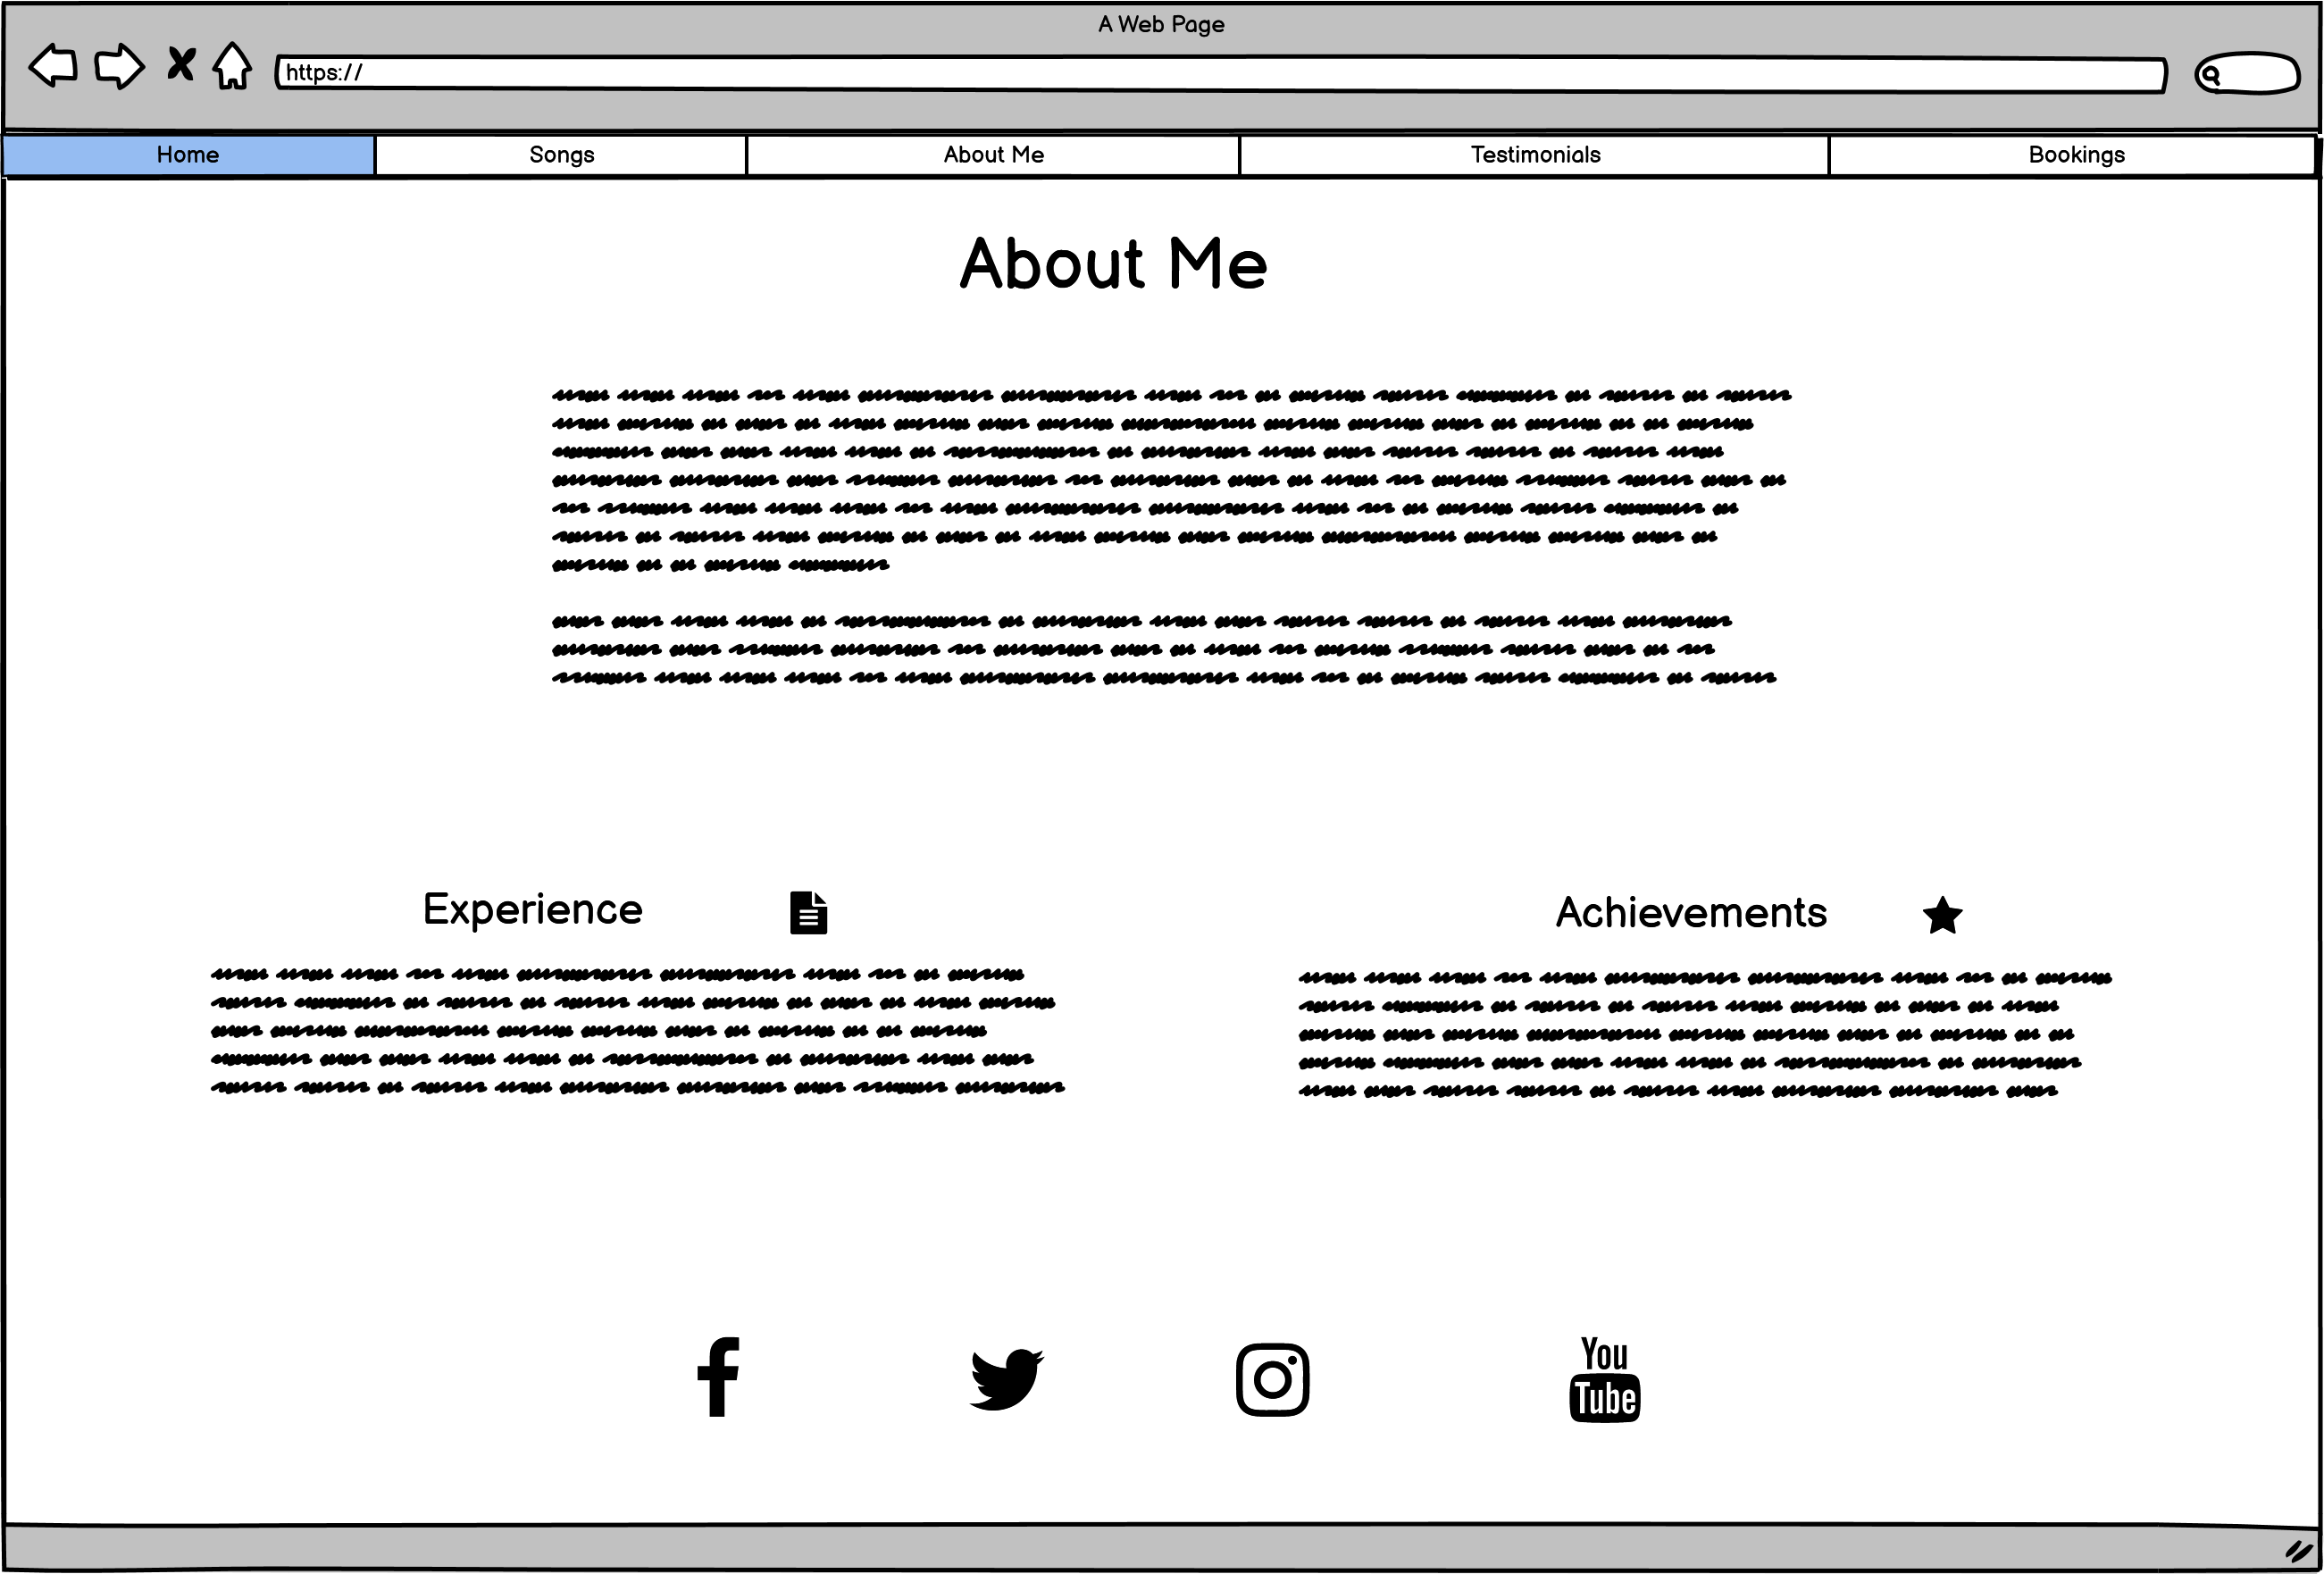 A Web Page
https://
Home Songs About Me Testimonials Bookings
About Me
Experience
Achievements
You
Tube